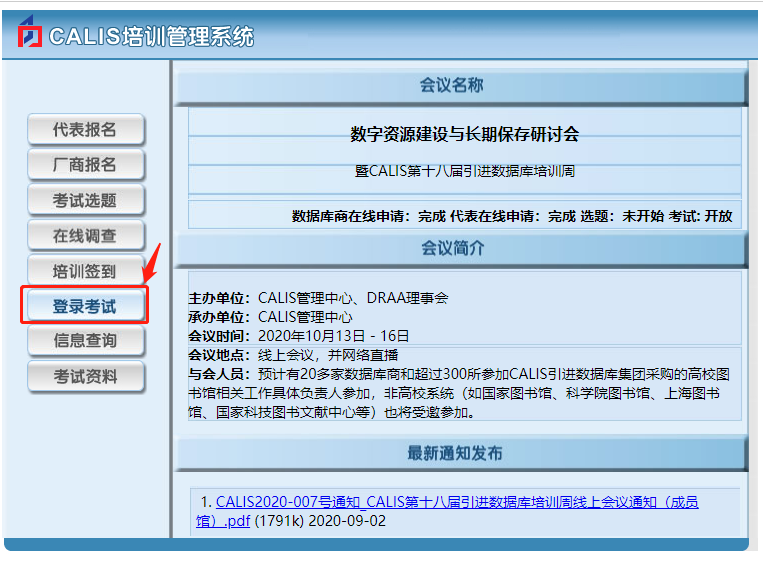 CALIS培训管理系统
代表报名
厂商报名
考试选题
在线调查
培训签到
登录考试
信息查询
考试资料
会议名称
数字资源建设与长期保存研讨会
暨CALIS第十八届引进数据库培训周
数据库商在线申请：完成 代表在线申请：完成 选题：未开始 考试: 开放
会议简介
主办单位：CALIS管理中心、DRAA理事会
承办单位：CALIS管理中心
会议时间：2020年10月13日 - 16日
会议地点：线上会议，并网络直播
与会人员：预计有20多家数据库商和超过300所参加CALIS引进数据库集团采购的高校图
书馆相关工作具体负责人参加，非高校系统（如国家图书馆、科学院图书馆、上海图书
馆、国家科技图书文献中心等）也将受邀参加。
最新通知发布
1. CALIS2020-007号通知_CALIS第十八届引进数据库培训周线上会议通知（成员
馆）.pdf (1791k) 2020-09-02